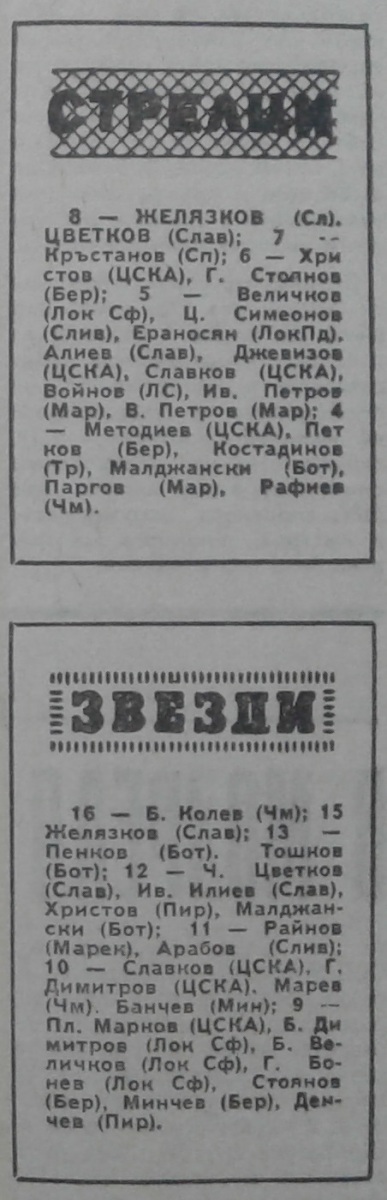 СТРЕЛЦИ
8 — ЖЕЛЯЗКОВ (Сл),
ЦВЕТКОВ (Слав); 7 —
Кръстанов (Сп); 6 — Хри
стов (ЦСКА), Г. Стоянов
(Бер); 5 — Величков
(Лок Сф), Ц. Симеонов
(Слив), Ераносян (ЛокПд),
Алиев (Слав), Джевизов
(ЦСКА), Славков (ЦСКА),
Войнов (ЛС), Ив. Петров
(Мар), В. Петров (Мар); 4
— Методиев (ЦСКА), Пет
ков (Бер), Костадинов
(Тр), Малджански (Бот),
Паргов (Мар), Рафиев
(Чм).
ЗВЕЗДИ
16 — Б. Колев (Чм); 15
Желязков (Слав); 13 —
Пенков (Бот). Тошков
(Бот); 12 — Ч. Цветков
(Слав), Ив. Илиев (Слав),
Христов (Пир), Малджан-
ски (Бот); 11 — Райнов
(Марек), Арабов (Слив);
10 — Славков (ЦСКА), Г.
Димитров (ЦСКА). Марев
(Чм). Банчев (Мин); 9 —
Пл. Марков (ЦСКА), Б. Ди
митров (Лок Сф), Б. Ве-
личков (Лок Сф), Г. Бо-
нев (Лок Сф), Стоянов
(Бер), Минчев (Бер), Ден-
чев (Пир).